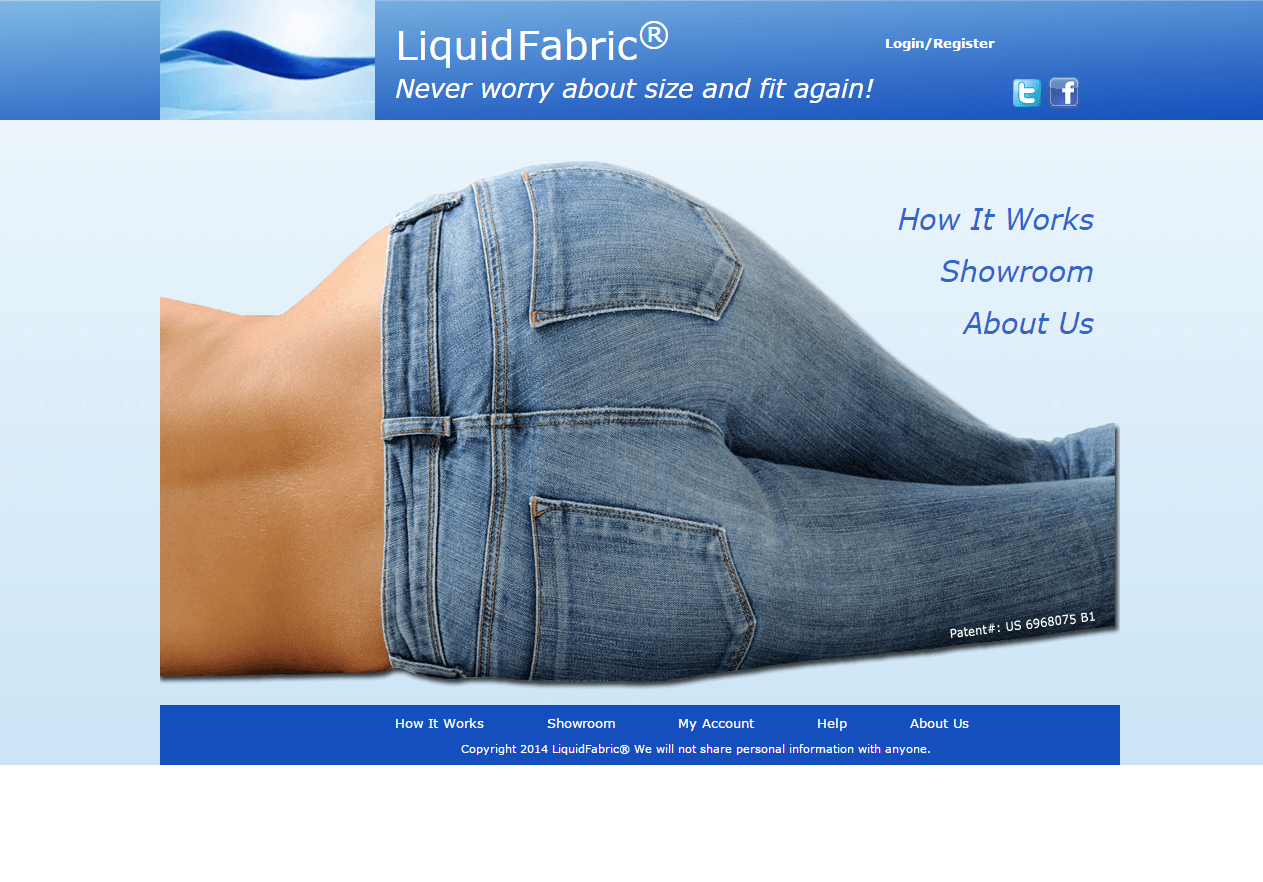 LiquidFabric®
Login/Register
Never worry about size and fit again!
How It Works
Showroom
About Us
Patent#: US 6968075 B1
How It Works Showroom My Account Help About Us
Copyright 2014 LiquidFabric® We will not share personal information with anyone.